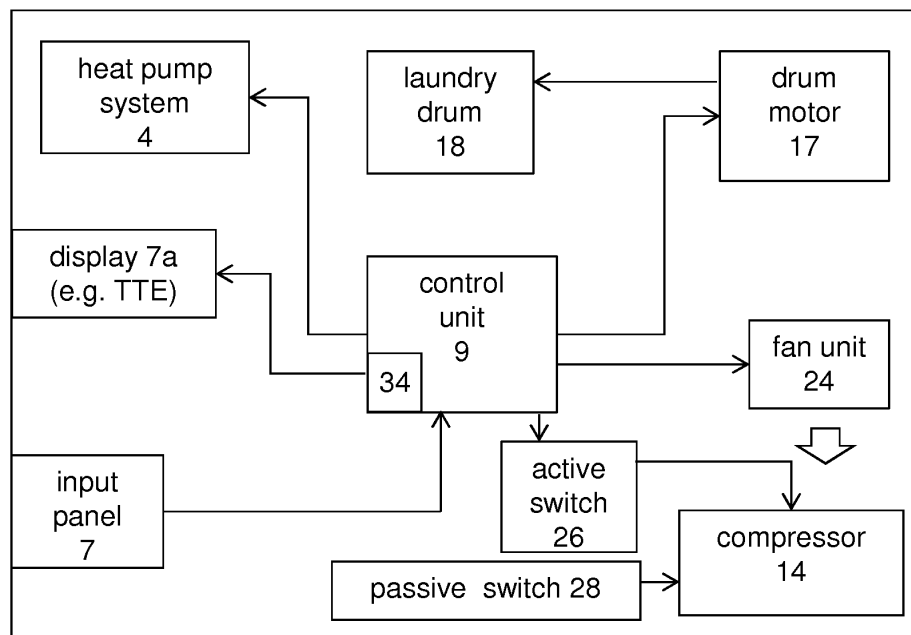 heat pump
system
4
laundry
drum
18
drum
motor
17
display 7a
(e.g. TTE)
control
unit
9
34
fan unit
24
input
panel
7
active
switch
26
compressor
14
passive switch 28